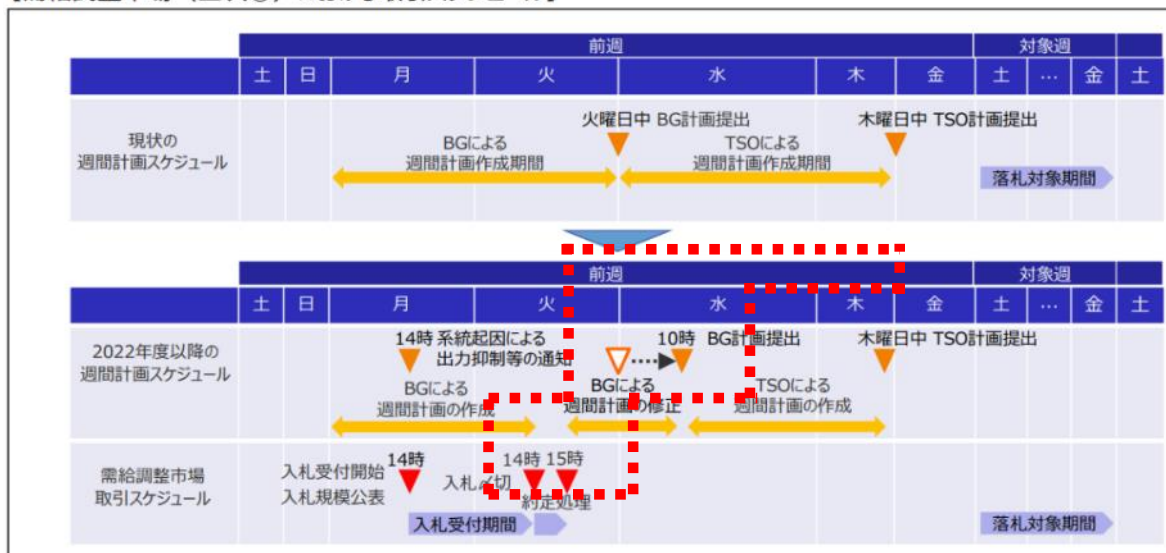 前週 対象週
土 日 月 火 水 木 金 土 … 金 土
火曜日中 BG計画提出 木曜日中 TSO計画提出
現状の
週間計画スケジュール
BGによる
週間計画作成期間
TSOによる
週間計画作成期間
落札対象期間
前週 対象週
土 日 月 火 水 木 金 土 … 金 土
2022年度以降の
週間計画スケジュール
14時 系統起因による
出力抑制等の通知
10時 BG計画提出
木曜日中 TSO計画提出
BGによる
週間計画の作成
BGによる
週間計画の修正
TSOによる
週間計画の作成
需給調整市場
取引スケジュール
入札受付開始
入札規模公表
14時
入札〆切
14時 15時
約定処理
入札受付期間
落札対象期間